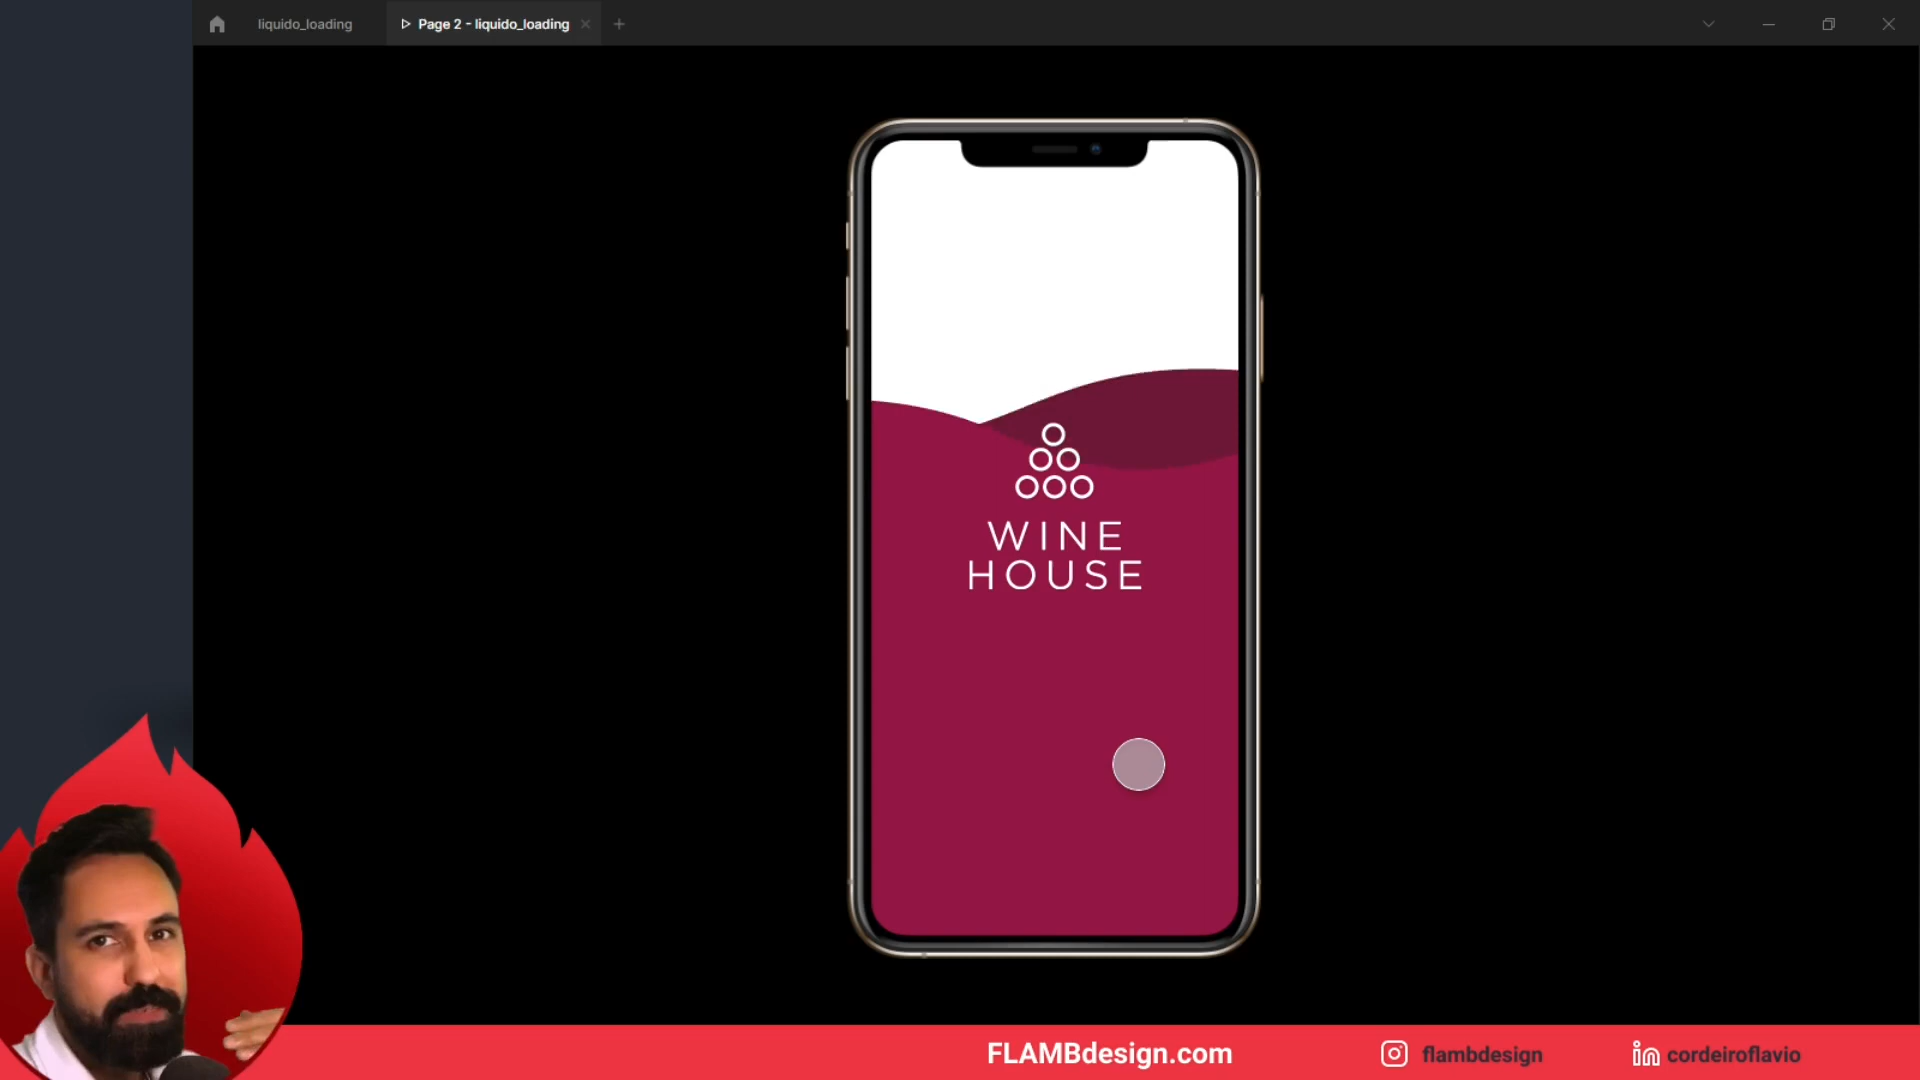 liquido_loading
Page 2 - liquido_loading
WINE
HOUSE
FLAMBdesign.com
flambdesign
cordeiroflavio